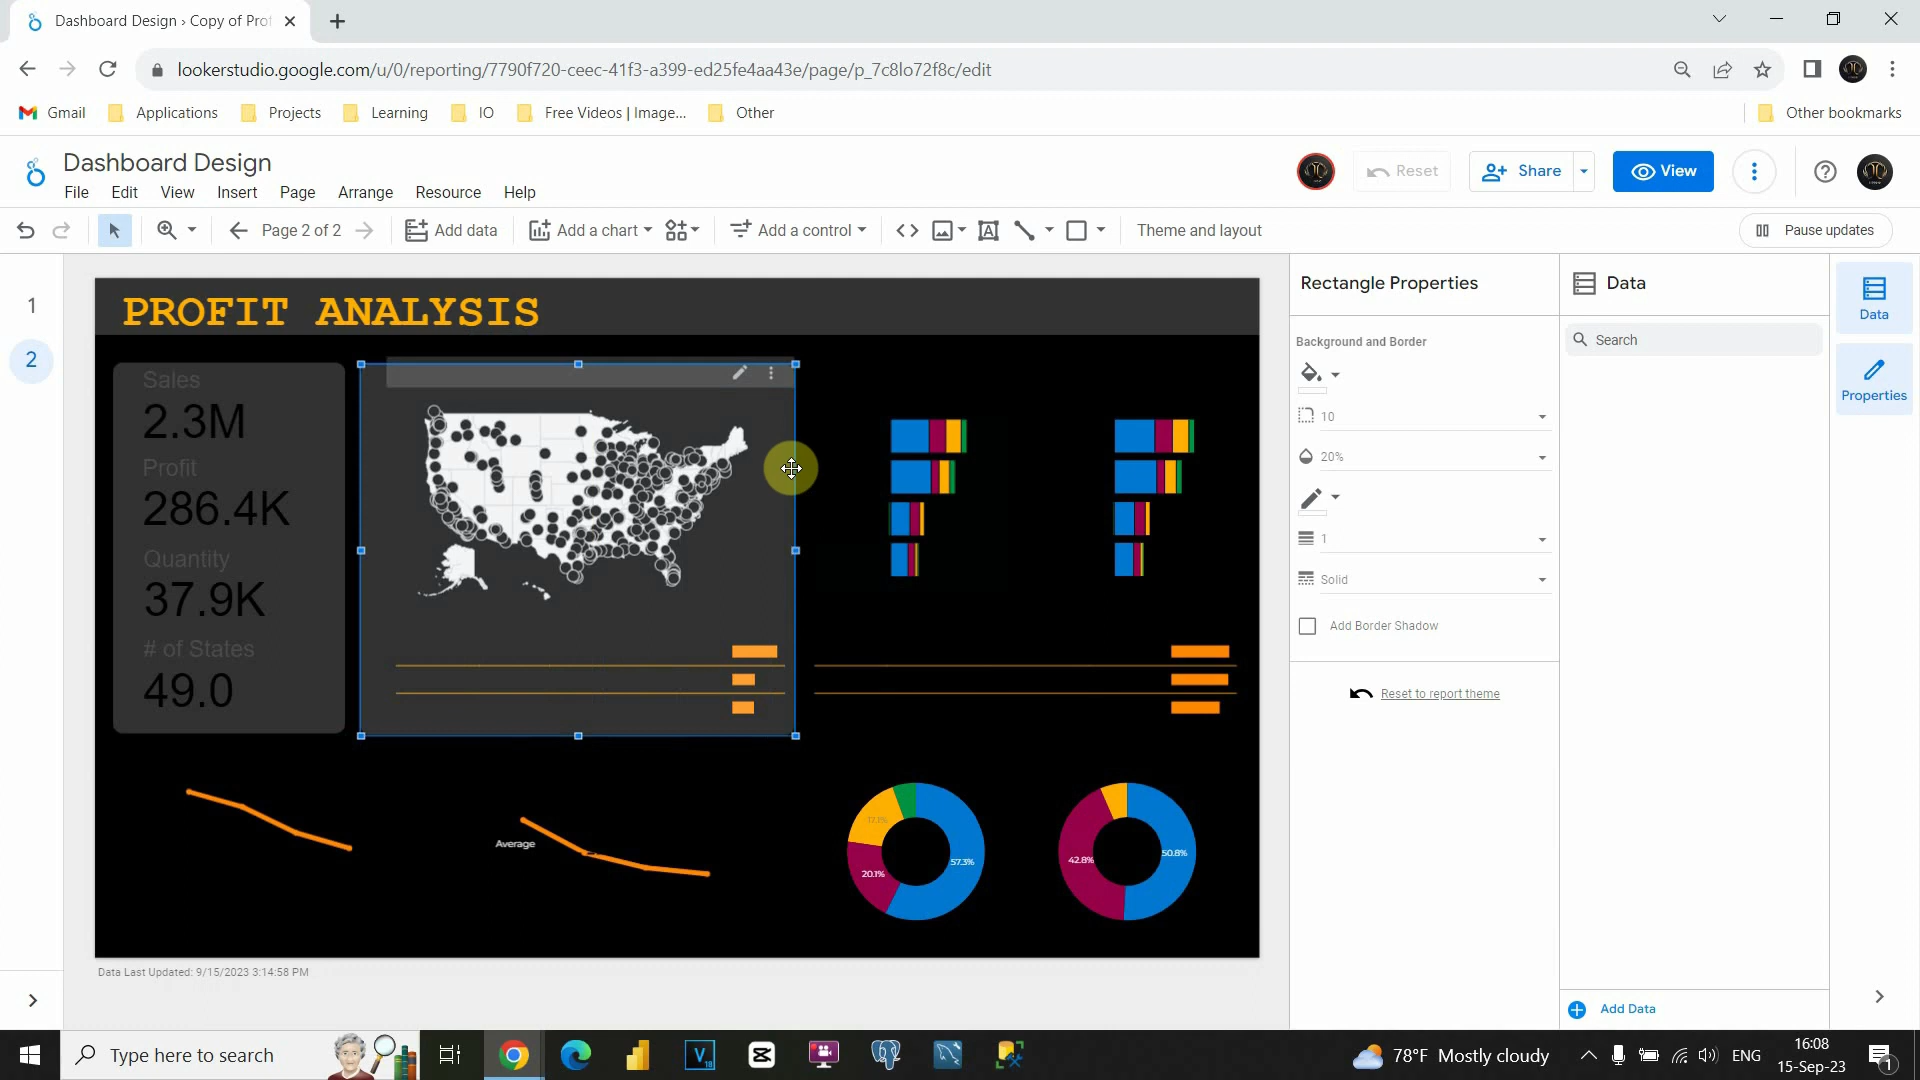 Dashboard Design › Copy of Prof
lookerstudio.google.com/u/0/reporting/7790f720-ceec-41f3-a399-ed25fe4aa43e/page/p_7c8lo72f8c/edit
Gmail Applications Projects Learning IO Free Videos | Image... Other Other bookmarks
Dashboard Design
Reset Share View
File Edit View Insert Page Arrange Resource Help
Page 2 of 2 Add data Add a chart Add a control Theme and layout Pause updates
1
2
PROFIT ANALYSIS
Sales
2.3M
Profit
286.4K
Quantity
37.9K
# of States
49.0
Average
17.1%
57.3%
20.1%
42.8%
50.8%
Data Last Updated: 9/15/2023 3:14:58 PM
Rectangle Properties
Background and Border
10
20%
1
Solid
Add Border Shadow
Reset to report theme
Data
Search
Add Data
Data
Properties
Type here to search
78°F Mostly cloudy
ENG
16:08
15-Sep-23
1